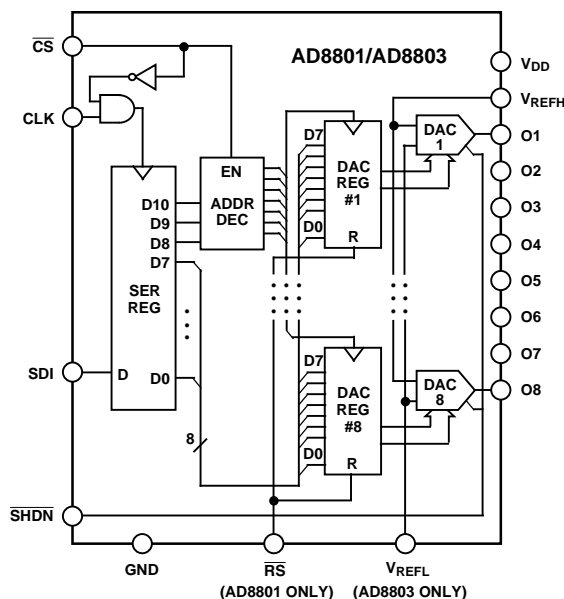 CS
AD8801/AD8803
VDD
VREFH
CLK
DAC
1
O1
D7
DAC
REG
#1
D0
R
O2
EN
ADDR
DEC
D10
D9
D8
D7
SER
REG
O3
O4
O5
O6
O7
D7
DAC
REG
#8
D0
R
DAC
8
O8
SDI
D
D0
8
SHDN
GND
RS
(AD8801 ONLY)
VREFL
(AD8803 ONLY)